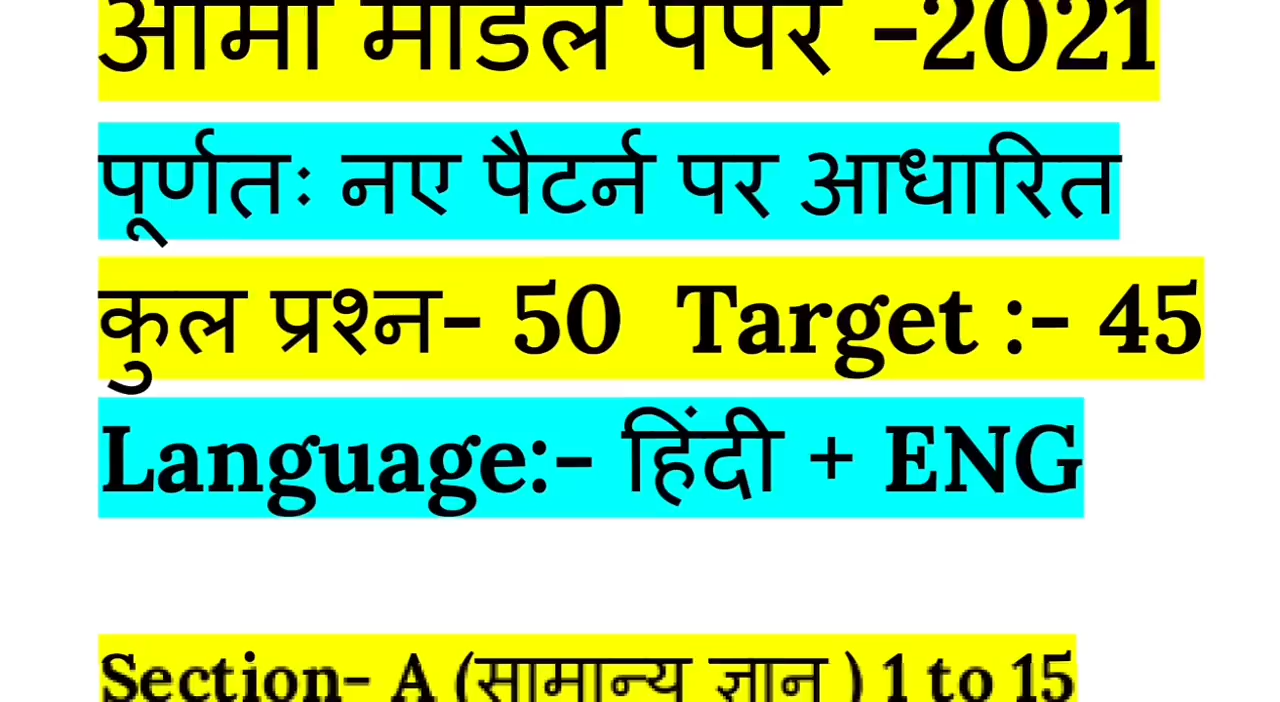 आर्मी मॉडल पेपर -2021
पूर्णतः नए पैटर्न पर आधारित
कुल प्रश्न- 50 Target :- 45
Language:- हिंदी + ENG
Section- A (सामान्य ज्ञान ) 1 to 15